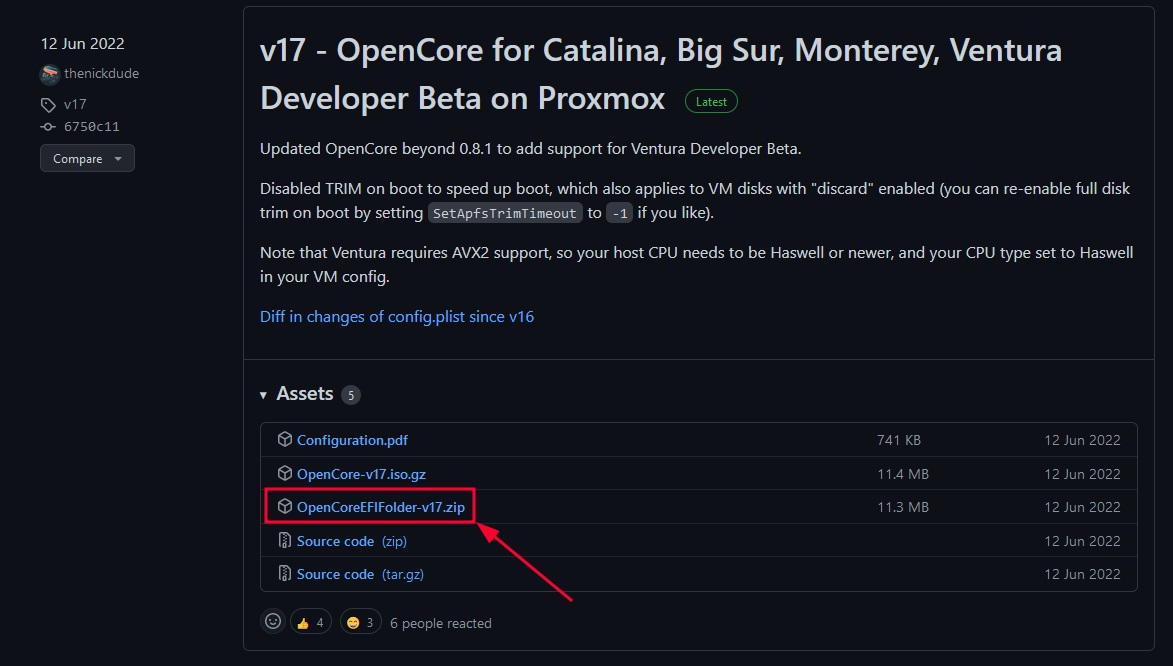 12 Jun 2022
thenickdude
v17
6750c11
Compare
v17 - OpenCore for Catalina, Big Sur, Monterey, Ventura
Developer Beta on Proxmox Latest
Updated OpenCore beyond 0.8.1 to add support for Ventura Developer Beta.
Disabled TRIM on boot to speed up boot, which also applies to VM disks with "discard" enabled (you can re-enable full disk
trim on boot by setting SetApfsTrimTimeout to -1 if you like).
Note that Ventura requires AVX2 support, so your host CPU needs to be Haswell or newer, and your CPU type set to Haswell
in your VM config.
Diff in changes of config.plist since v16
Assets 5
Configuration.pdf 741 KB 12 Jun 2022
OpenCore-v17.iso.gz 11.4 MB 12 Jun 2022
OpenCoreEFIFolder-v17.zip 11.3 MB 12 Jun 2022
Source code (zip) 12 Jun 2022
Source code (tar.gz) 12 Jun 2022
4 3 6 people reacted